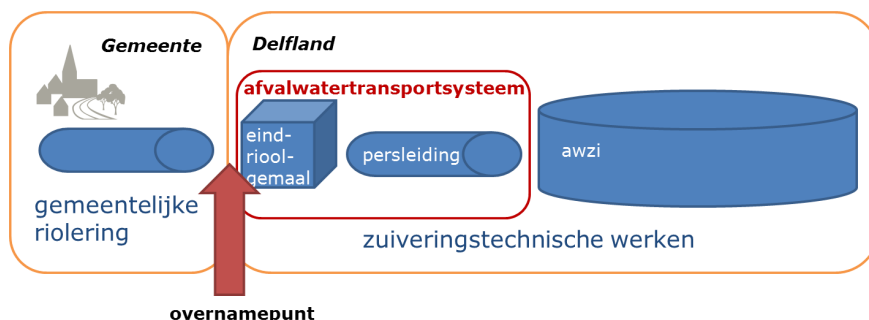 Gemeente
Delfland
afvalwatertransportsysteem
eind-
riool-
gemaal
persleiding
awzi
gemeentelijke
riolering
zuiveringstechnische werken
overnamepunt